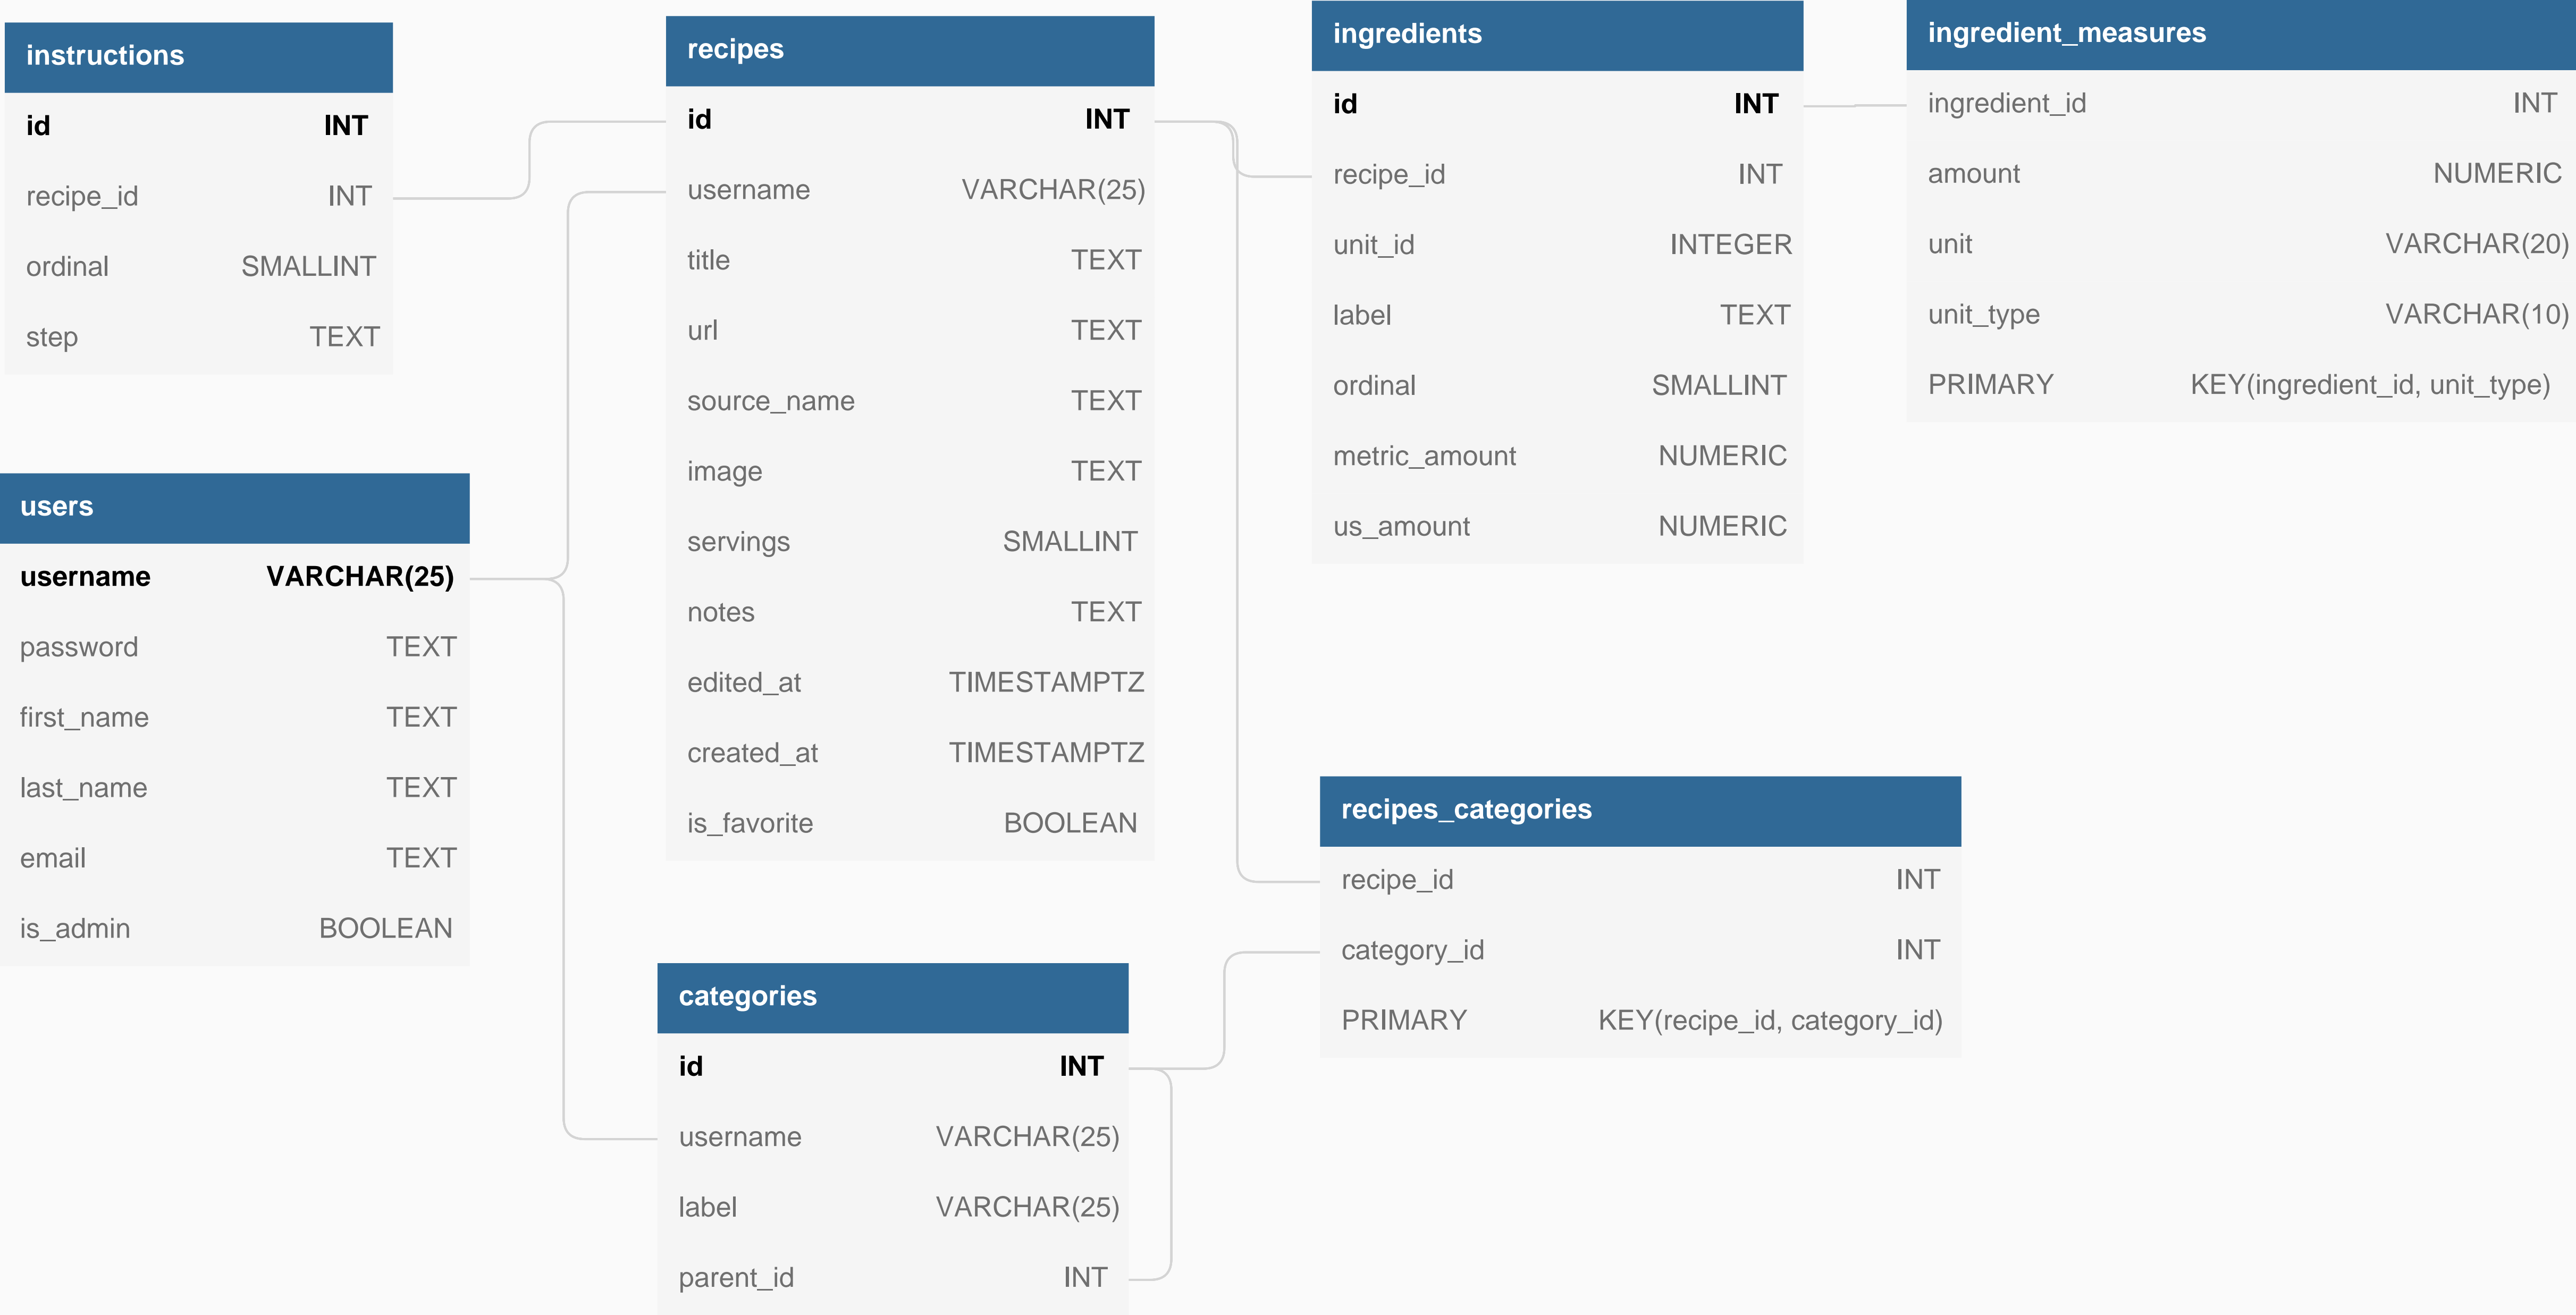 instructions
id INT
recipe_id INT
ordinal SMALLINT
step TEXT
users
username VARCHAR(25)
password TEXT
first_name TEXT
last_name TEXT
email TEXT
is_admin BOOLEAN
recipes
id INT
username VARCHAR(25)
title TEXT
url TEXT
source_name TEXT
image TEXT
servings SMALLINT
notes TEXT
edited_at TIMESTAMPTZ
created_at TIMESTAMPTZ
is_favorite BOOLEAN
categories
id INT
username VARCHAR(25)
label VARCHAR(25)
parent_id INT
ingredients
id INT
recipe_id INT
unit_id INTEGER
label TEXT
ordinal SMALLINT
metric_amount NUMERIC
us_amount NUMERIC
recipes_categories
recipe_id INT
category_id INT
PRIMARY KEY(recipe_id, category_id)
ingredient_measures
ingredient_id INT
amount NUMERIC
unit VARCHAR(20)
unit_type VARCHAR(10)
PRIMARY KEY(ingredient_id, unit_type)